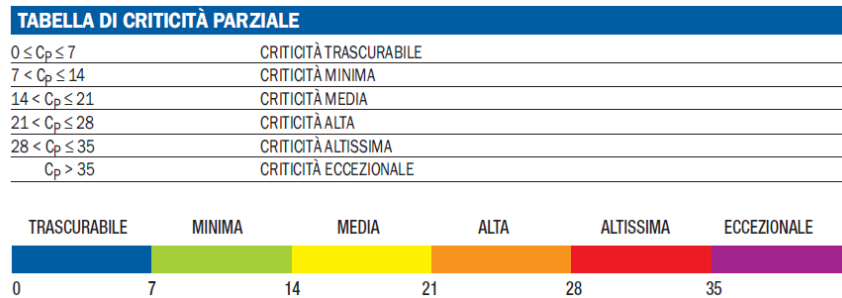 TABELLA DI CRITICITÀ PARZIALE
0 ≤ Cp ≤ 7 CRITICITÀ TRASCURABILE
7 < Cp ≤ 14 CRITICITÀ MINIMA
14 < Cp ≤ 21 CRITICITÀ MEDIA
21 < Cp ≤ 28 CRITICITÀ ALTA
28 < Cp ≤ 35 CRITICITÀ ALTISSIMA
Cp > 35 CRITICITÀ ECCEZIONALE
TRASCURABILE MINIMA MEDIA ALTA ALTISSIMA ECCEZIONALE
0 7 14 21 28 35